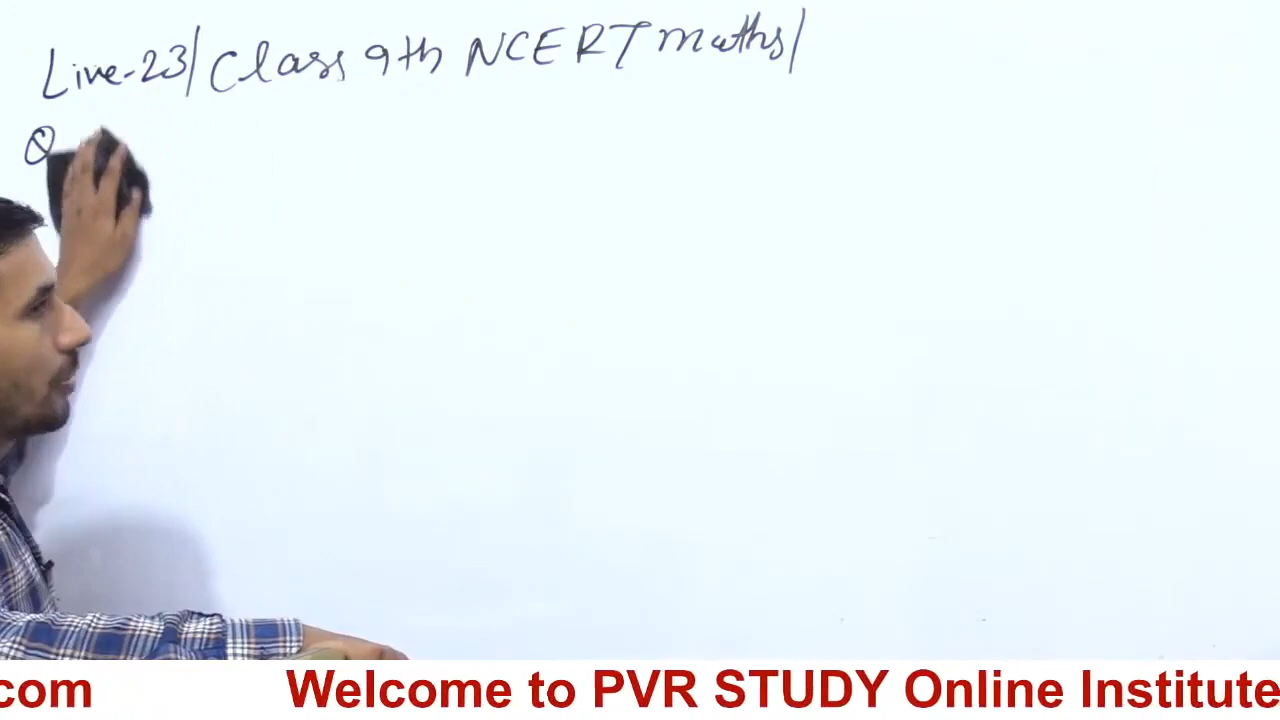 Live-23/Class 9th NCERT maths/
Q
com Welcome to PVR STUDY Online Institute